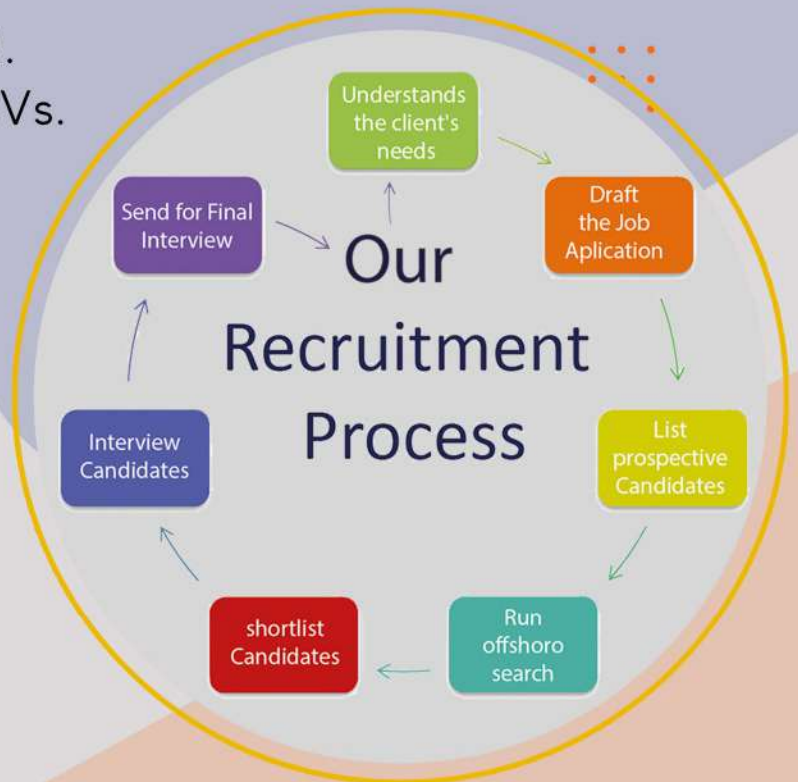 Vs.
Understands
the client's
needs
Draft
the Job
Aplication
List
prospective
Candidates
Run
offshoro
search
shortlist
Candidates
Interview
Candidates
Send for Final
Interview
Our
Recruitment
Process